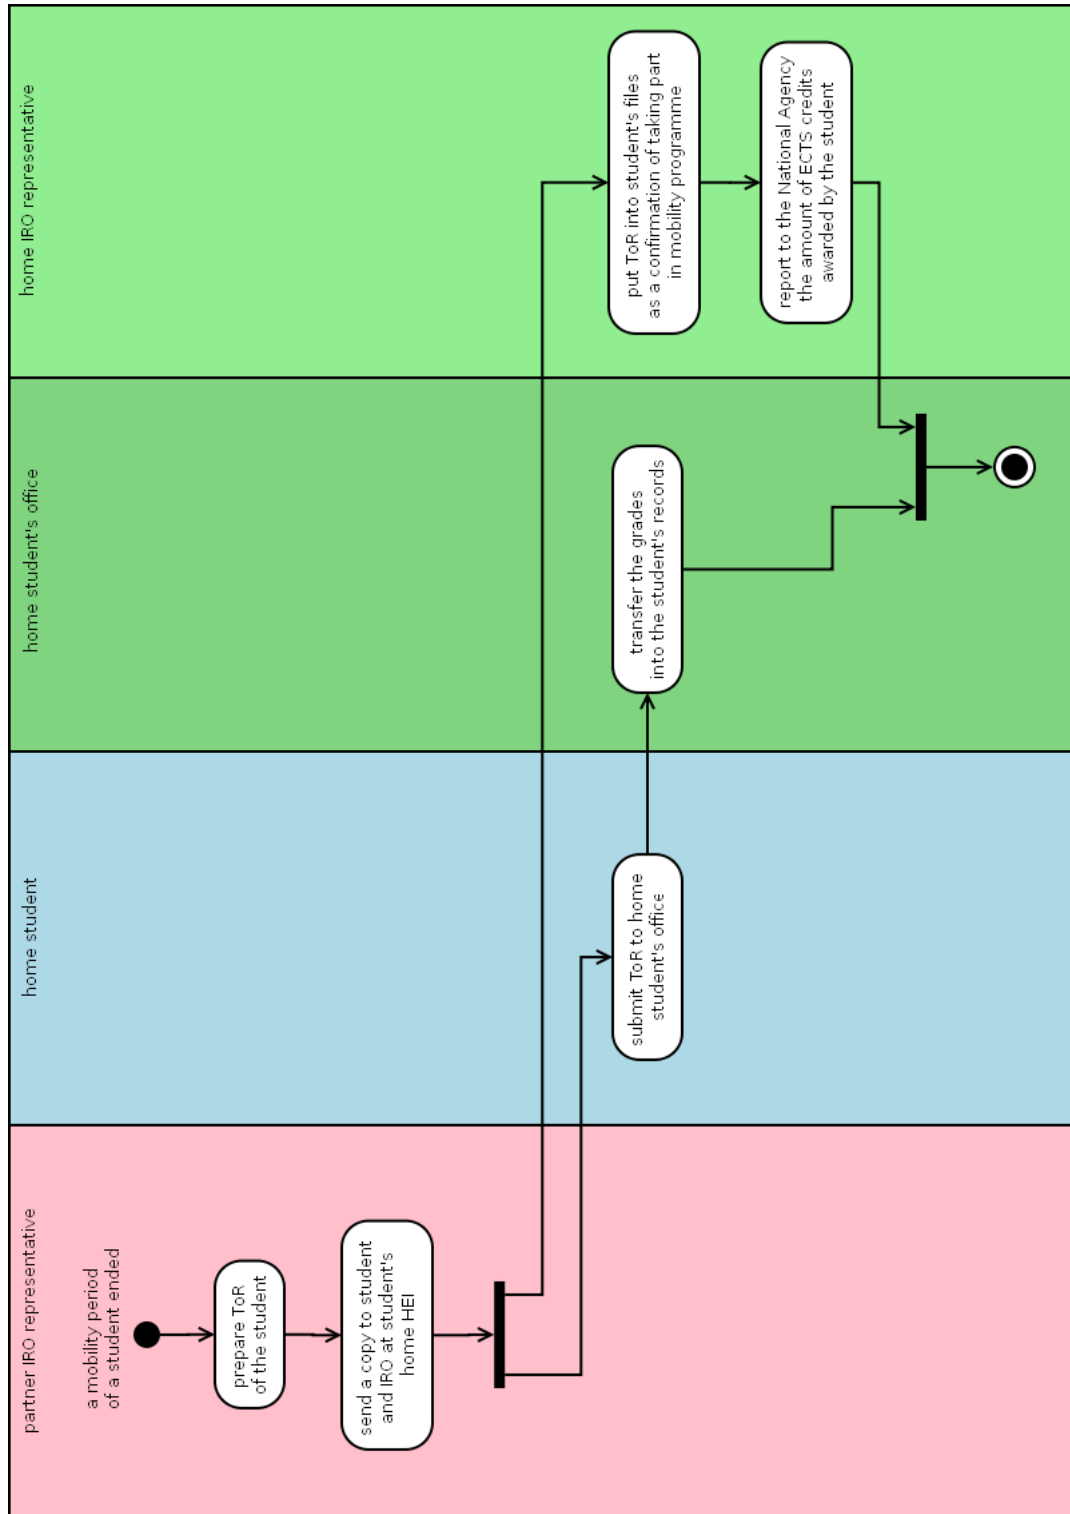 partner IRO representative
home student
home student's office
home IRO representative
a mobility period
of a student ended
prepare ToR
of the student
send a copy to student
and IRO at student's
home HEI
submit ToR to home
student's office
transfer the grades
into the student's records
put ToR into student's files
as a confirmation of taking part
in mobility programme
report to the National Agency
the amount of ECTS credits
awarded by the student